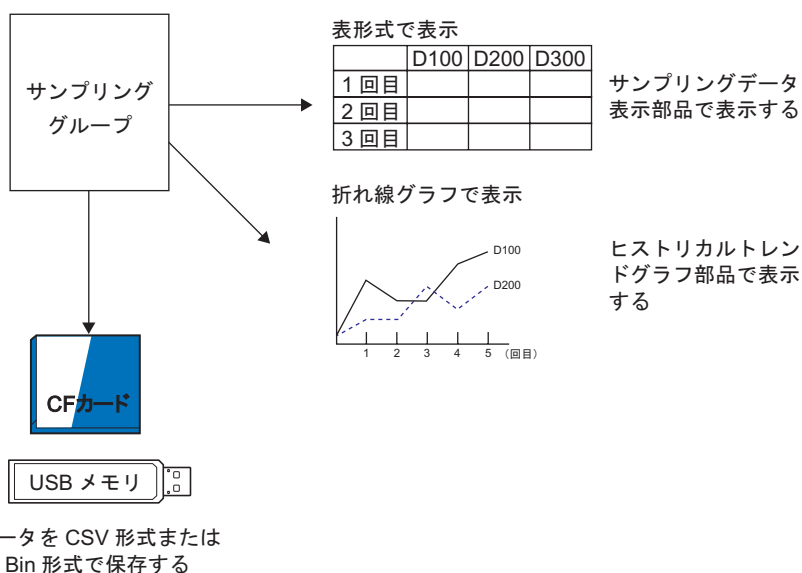 サンプリング
グループ
表形式で表示
D100 D200 D300
1 回目
2 回目
3 回目
サンプリングデータ
表示部品で表示する
折れ線グラフで表示
D100
D200
1 2 3 4 5 (回目)
ヒストリカルトレン
ドグラフ部品で表示
する
CFカード
USB メモリ
ータを CSV 形式または
Bin 形式で保存する